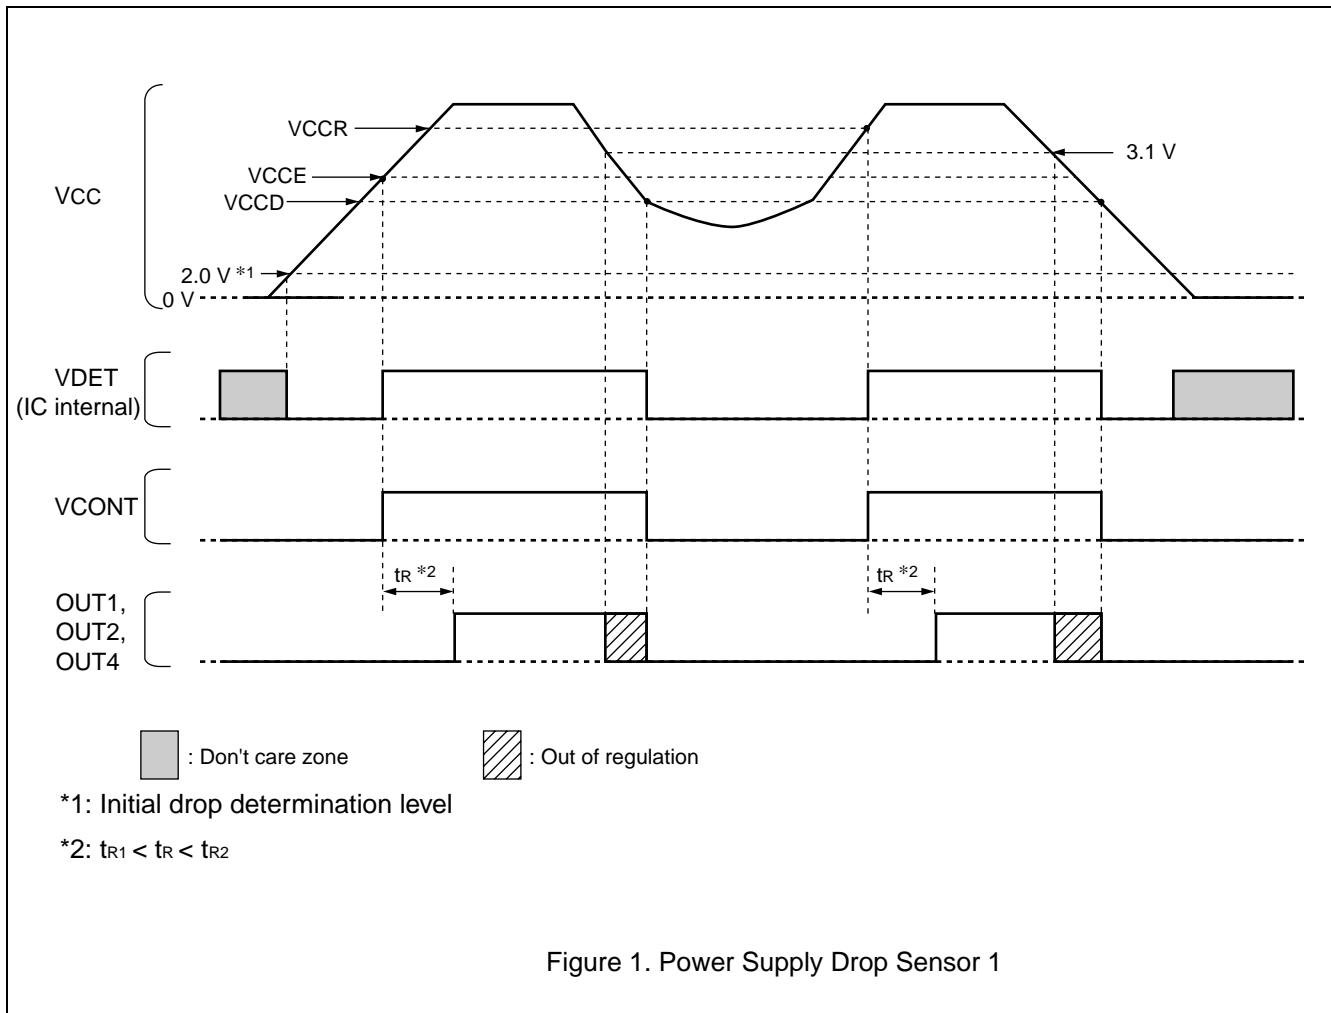 VCC
VCCR
VCCE
VCCD
2.0 V *1
0 V
3.1 V
VDET
(IC internal)
VCONT
tR *2
tR *2
OUT1,
OUT2,
OUT4
: Don't care zone
: Out of regulation
*1: Initial drop determination level
*2: tR1 < tR < tR2
Figure 1. Power Supply Drop Sensor 1